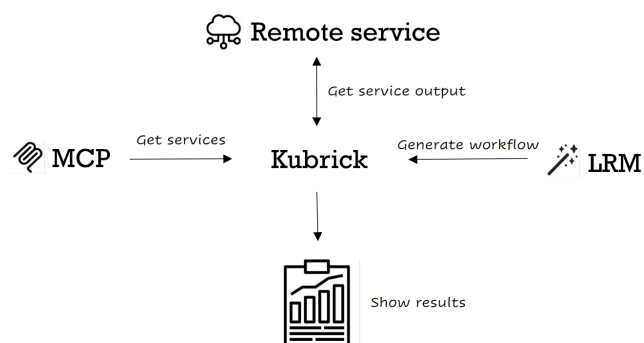 Remote service
Get service output
Get services
Generate workflow
MCP
Kubrick
LRM
Show results